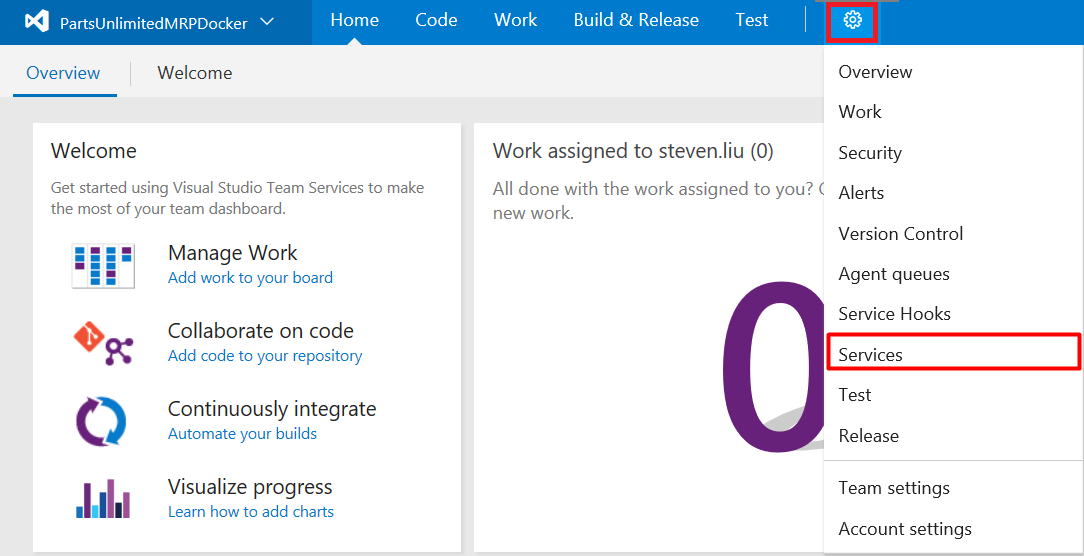 PartsUnlimitedMRPDocker
Home
Code
Work
Build & Release
Test
Overview
Welcome
Welcome
Get started using Visual Studio Team Services to make
the most of your team dashboard.
Manage Work
Add work to your board
Collaborate on code
Add code to your repository
Continuously integrate
Automate your builds
Visualize progress
Learn how to add charts
Work assigned to steven.liu (0)
All done with the work assigned to you?
new work.
0
Overview
Work
Security
Alerts
Version Control
Agent queues
Service Hooks
Services
Test
Release
Team settings
Account settings